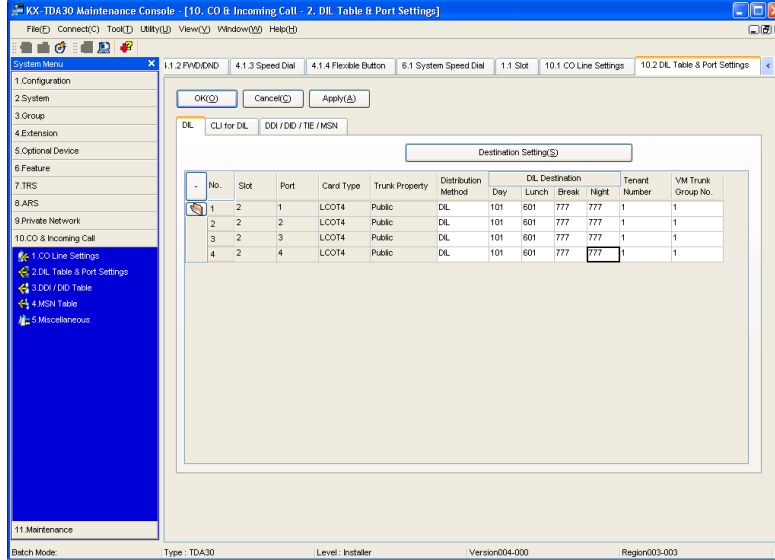 KX-TDA30 Maintenance Console - [10. CO & Incoming Call - 2. DIL Table & Port Settings]
File(F) Connect(C) Tool(T) Utility(U) View(V) Window(W) Help(H)
System Menu
1.Configuration
2.System
3.Group
4.Extension
5.Optional Device
6.Feature
7.TRS
8.ARS
9.Private Network
10.CO & Incoming Call
1.CO Line Settings
2.DIL Table & Port Settings
3.DDI / DID Table
4.MSN Table
5.Miscellaneous
11.Maintenance
4.1.2 FWD/DND 4.1.3 Speed Dial 4.1.4 Flexible Button 6.1 System Speed Dial 1.1 Slot 10.1 CO Line Settings 10.2 DIL Table & Port Settings
OK(O) Cancel(C) Apply(A)
DIL CLI for DIL DDI / DID / TIE / MSN
Destination Setting(S)
- No. Slot Port Card Type Trunk Property Distribution Method DIL Destination Tenant Number VM Trunk Group No.
Day Lunch Break Night
1 2 1 LCOT4 Public DIL 101 601 777 777 1 1
2 2 2 LCOT4 Public DIL 101 601 777 777 1 1
3 2 3 LCOT4 Public DIL 101 601 777 777 1 1
4 2 4 LCOT4 Public DIL 101 601 777 777 1 1
Batch Mode: Type : TDA30 Level : Installer Version004-000 Region003-003